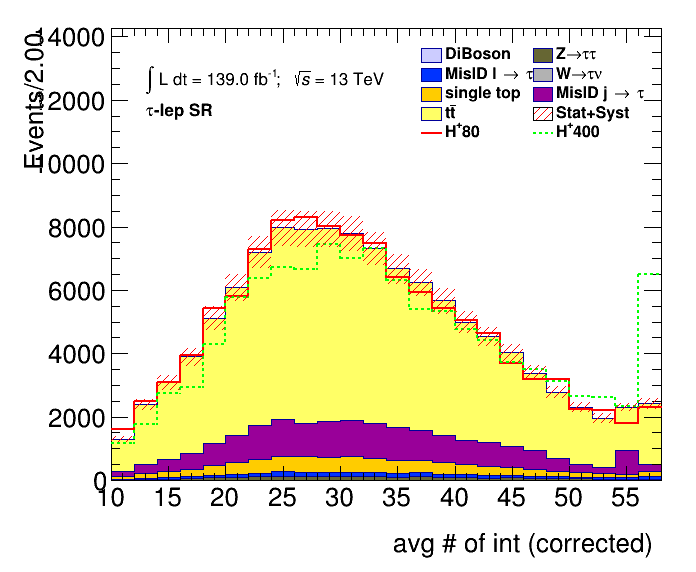 14000
12000
10000
8000
6000
4000
2000
0
Events/2.00
∫ L dt = 139.0 fb⁻¹; √s = 13 TeV
τ-lep SR
DiBoson Z→ττ
MisID l → τ W→τν
single top MisID j → τ
tt̄ Stat+Syst
H⁺80 H⁺400
10 15 20 25 30 35 40 45 50 55
avg # of int (corrected)